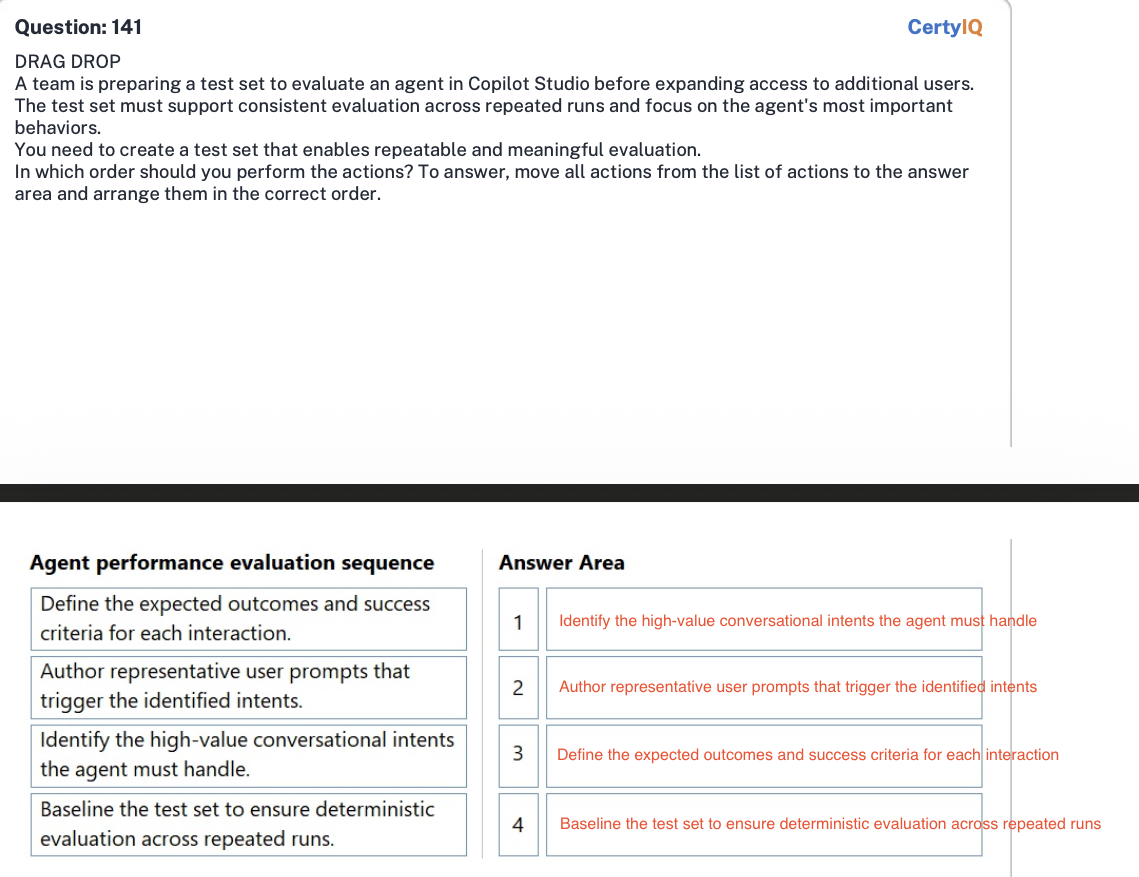 Question: 141
CertyIQ
DRAG DROP
A team is preparing a test set to evaluate an agent in Copilot Studio before expanding access to additional users.
The test set must support consistent evaluation across repeated runs and focus on the agent's most important
behaviors.
You need to create a test set that enables repeatable and meaningful evaluation.
In which order should you perform the actions? To answer, move all actions from the list of actions to the answer
area and arrange them in the correct order.
Agent performance evaluation sequence
Define the expected outcomes and success
criteria for each interaction.
Author representative user prompts that
trigger the identified intents.
Identify the high-value conversational intents
the agent must handle.
Baseline the test set to ensure deterministic
evaluation across repeated runs.
Answer Area
1
Identify the high-value conversational intents the agent must handle
2
Author representative user prompts that trigger the identified intents
3
Define the expected outcomes and success criteria for each interaction
4
Baseline the test set to ensure deterministic evaluation across repeated runs